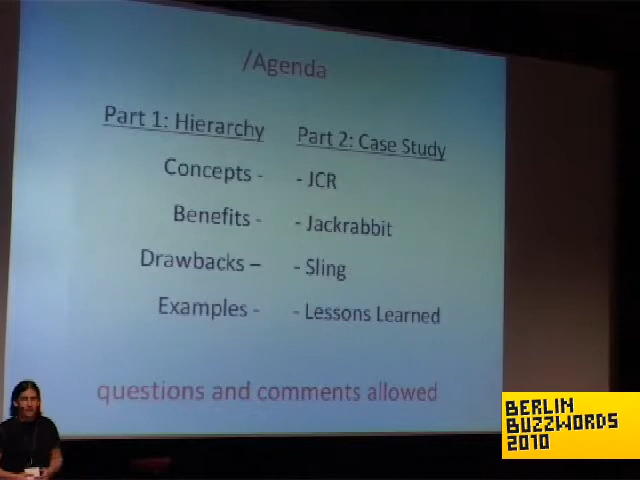 /Agenda
Part 1: Hierarchy
Concepts -
Benefits -
Drawbacks –
Examples -
Part 2: Case Study
- JCR
- Jackrabbit
- Sling
- Lessons Learned
questions and comments allowed
BERLIN
BUZZWORDS
2010